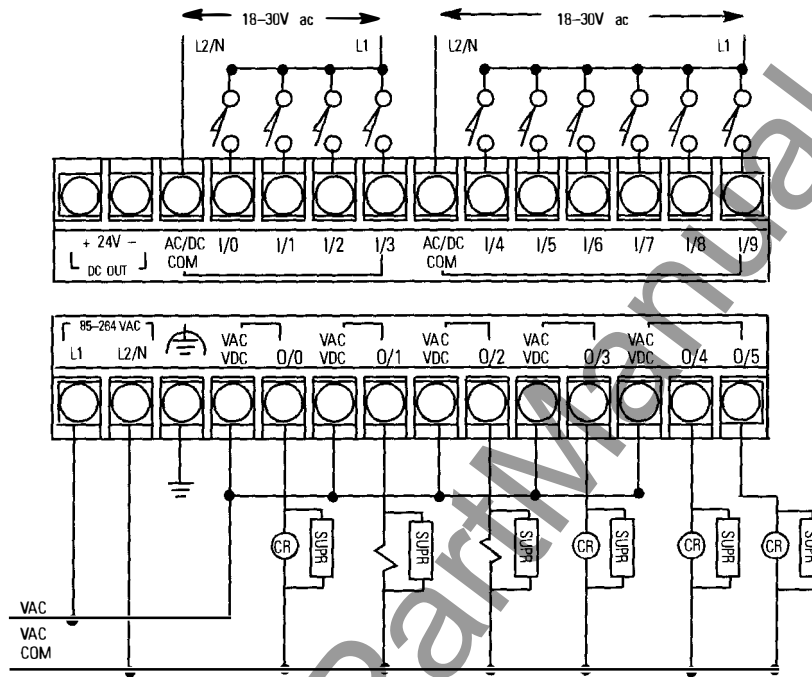 18–30V ac 18–30V ac
L2/N L1 L2/N L1
+ 24V – AC/DC I/0 I/1 I/2 I/3 AC/DC I/4 I/5 I/6 I/7 I/8 I/9
DC OUT COM COM
85–264 VAC
L1 L2/N VAC O/0 VAC O/1 VAC O/2 VAC O/3 VAC O/4 O/5
VDC VDC VDC VDC VDC
CR SUPR SUPR SUPR CR SUPR CR SUPR CR SUPR
VAC
VAC
COM
PartManual